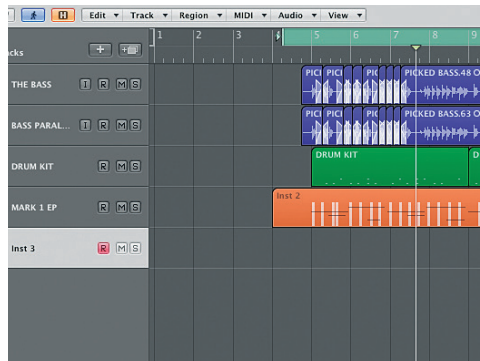 H Edit Track Region MIDI Audio View
1 2 3 4 5 6 7 8 9
acks
THE BASS I R M S
PICI PICI PIC PICKED BASS.48 O
BASS PARAL... I R M S
PICI PICI PIC PICKED BASS.63 O
DRUM KIT R M S
DRUM KIT D
MARK 1 EP R M S
Inst 2
Inst 3 R M S